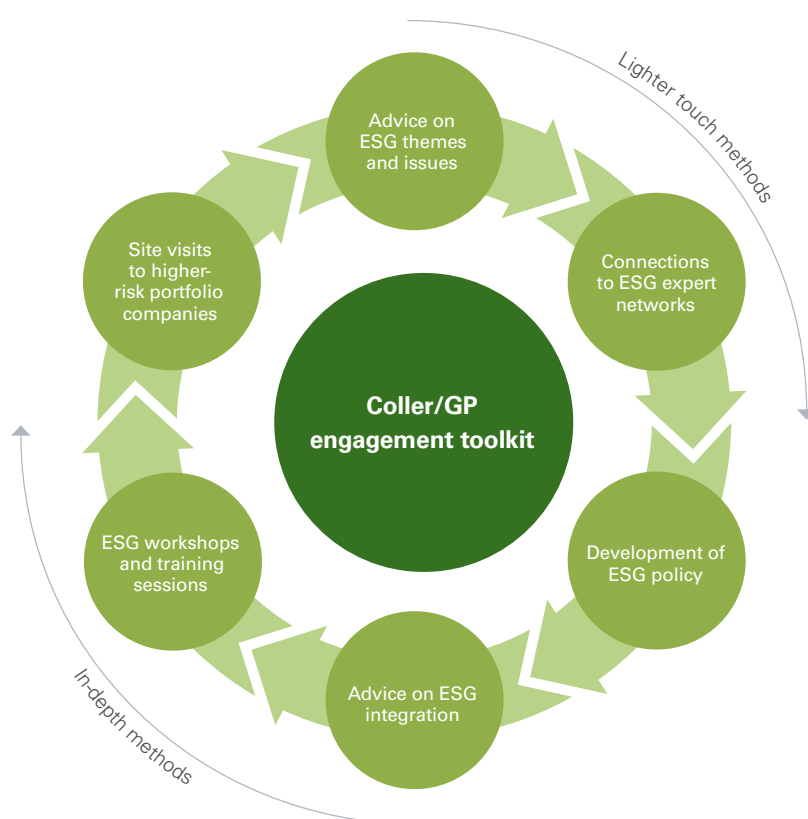 Lighter touch methods
Advice on
ESG themes
and issues
Connections
to ESG expert
networks
Development of
ESG policy
Advice on ESG
integration
ESG workshops
and training
sessions
Site visits
to higher-
risk portfolio
companies
Coller/GP
engagement toolkit
In-depth methods